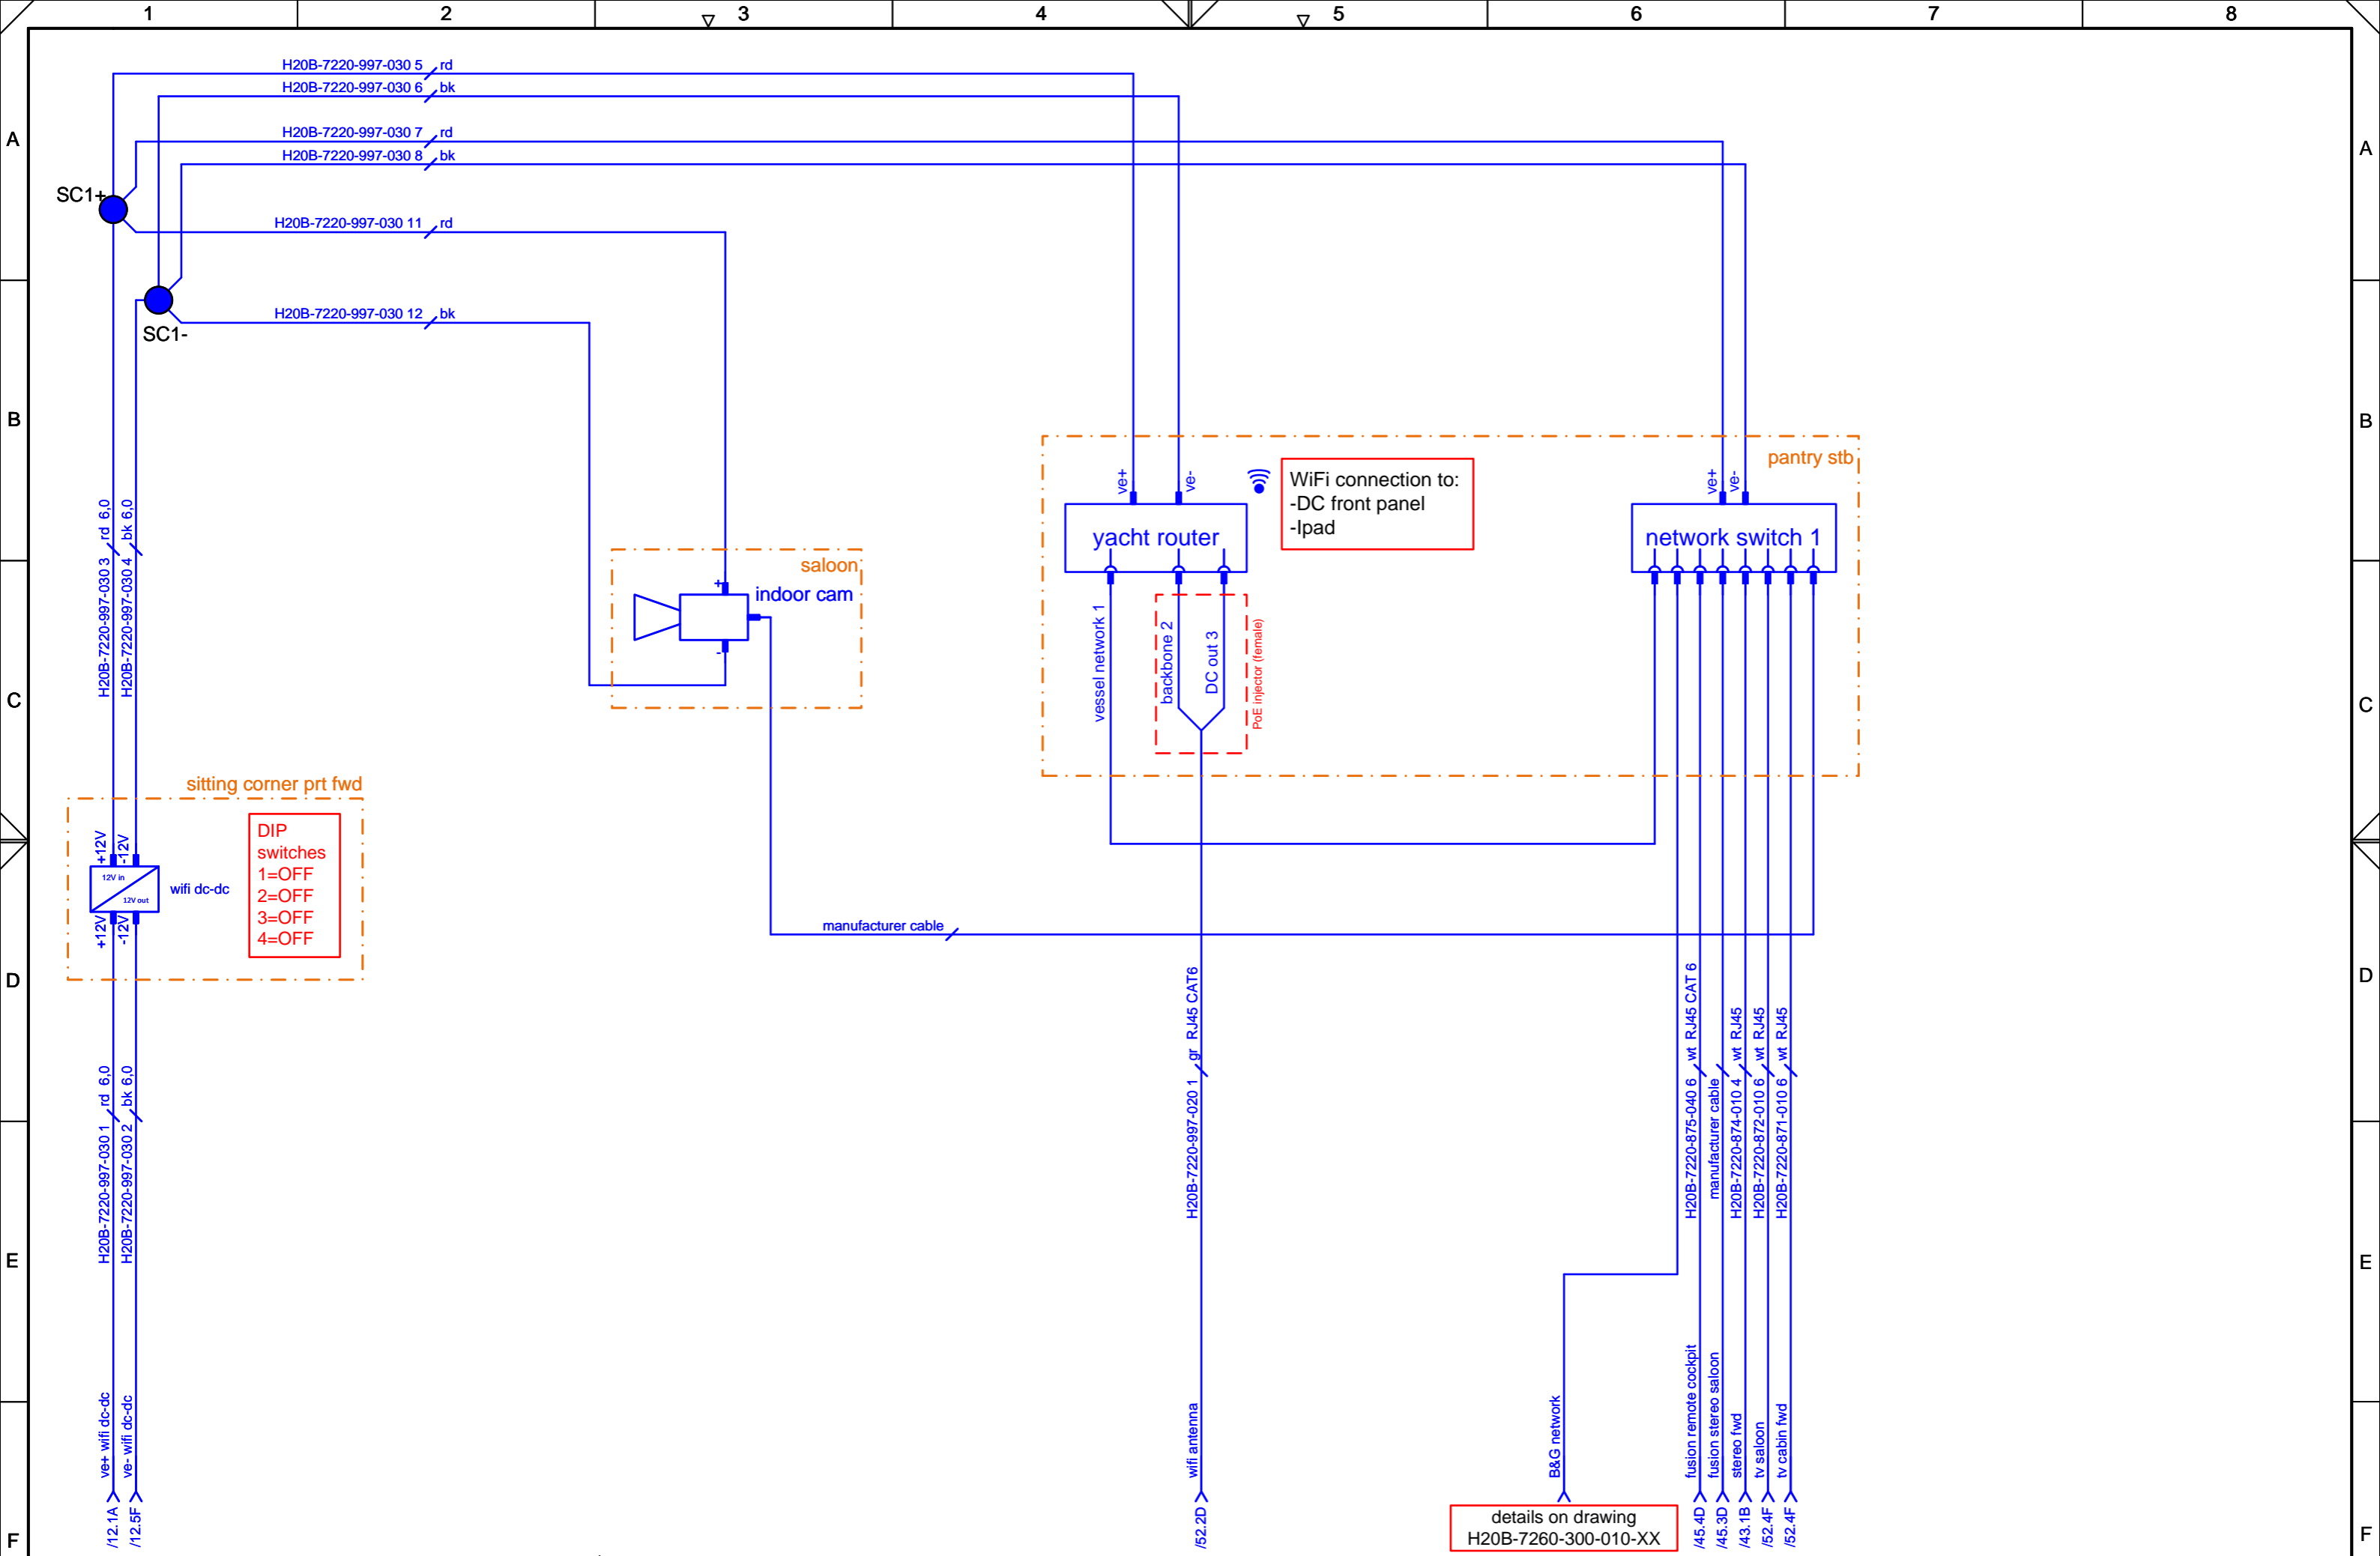 1 2 3 4 5 6 7 8
A A
B B
C C
D D
E E
F F
H20B-7220-997-030 5 rd
H20B-7220-997-030 6 bk
H20B-7220-997-030 7 rd
H20B-7220-997-030 8 bk
SC1+
H20B-7220-997-030 11 rd
SC1-
H20B-7220-997-030 12 bk
H20B-7220-997-030 3 rd 6,0
H20B-7220-997-030 4 bk 6,0
saloon
+
indoor cam
-
pantry stb
ve+
ve-
WiFi connection to:
-DC front panel
-Ipad
yacht router
ve+
ve-
network switch 1
vessel network 1
backbone 2
DC out 3
PoE injector (female)
sitting corner prt fwd
+12V
-12V
12V in
12V out
wifi dc-dc
+12V
-12V
DIP
switches
1=OFF
2=OFF
3=OFF
4=OFF
manufacturer cable
H20B-7220-997-030 1 rd 6,0
H20B-7220-997-030 2 bk 6,0
ve+ wifi dc-dc
ve- wifi dc-dc
/12.1A
/12.5F
H20B-7220-997-020 1 gr RJ45 CAT6
wifi antenna
/52.2D
B&G network
details on drawing
H20B-7260-300-010-XX
H20B-7220-875-040 6 wt RJ45 CAT 6
manufacturer cable
H20B-7220-874-010 4 wt RJ45
H20B-7220-872-010 6 wt RJ45
H20B-7220-871-010 6 wt RJ45
fusion remote cockpit
fusion stereo saloon
stereo fwd
tv saloon
tv cabin fwd
/45.4D
/45.3D
/43.1B
/52.4F
/52.4F